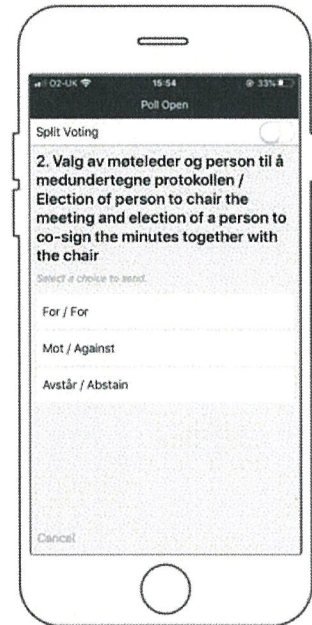 O2-UK 15:54 33%
Poll Open
Split Voting
2. Valg av møteleder og person til å
medundertegne protokollen /
Election of person to chair the
meeting and election of a person to
co-sign the minutes together with
the chair
Select a choice to send.
For / For
Mot / Against
Avstår / Abstain
Cancel